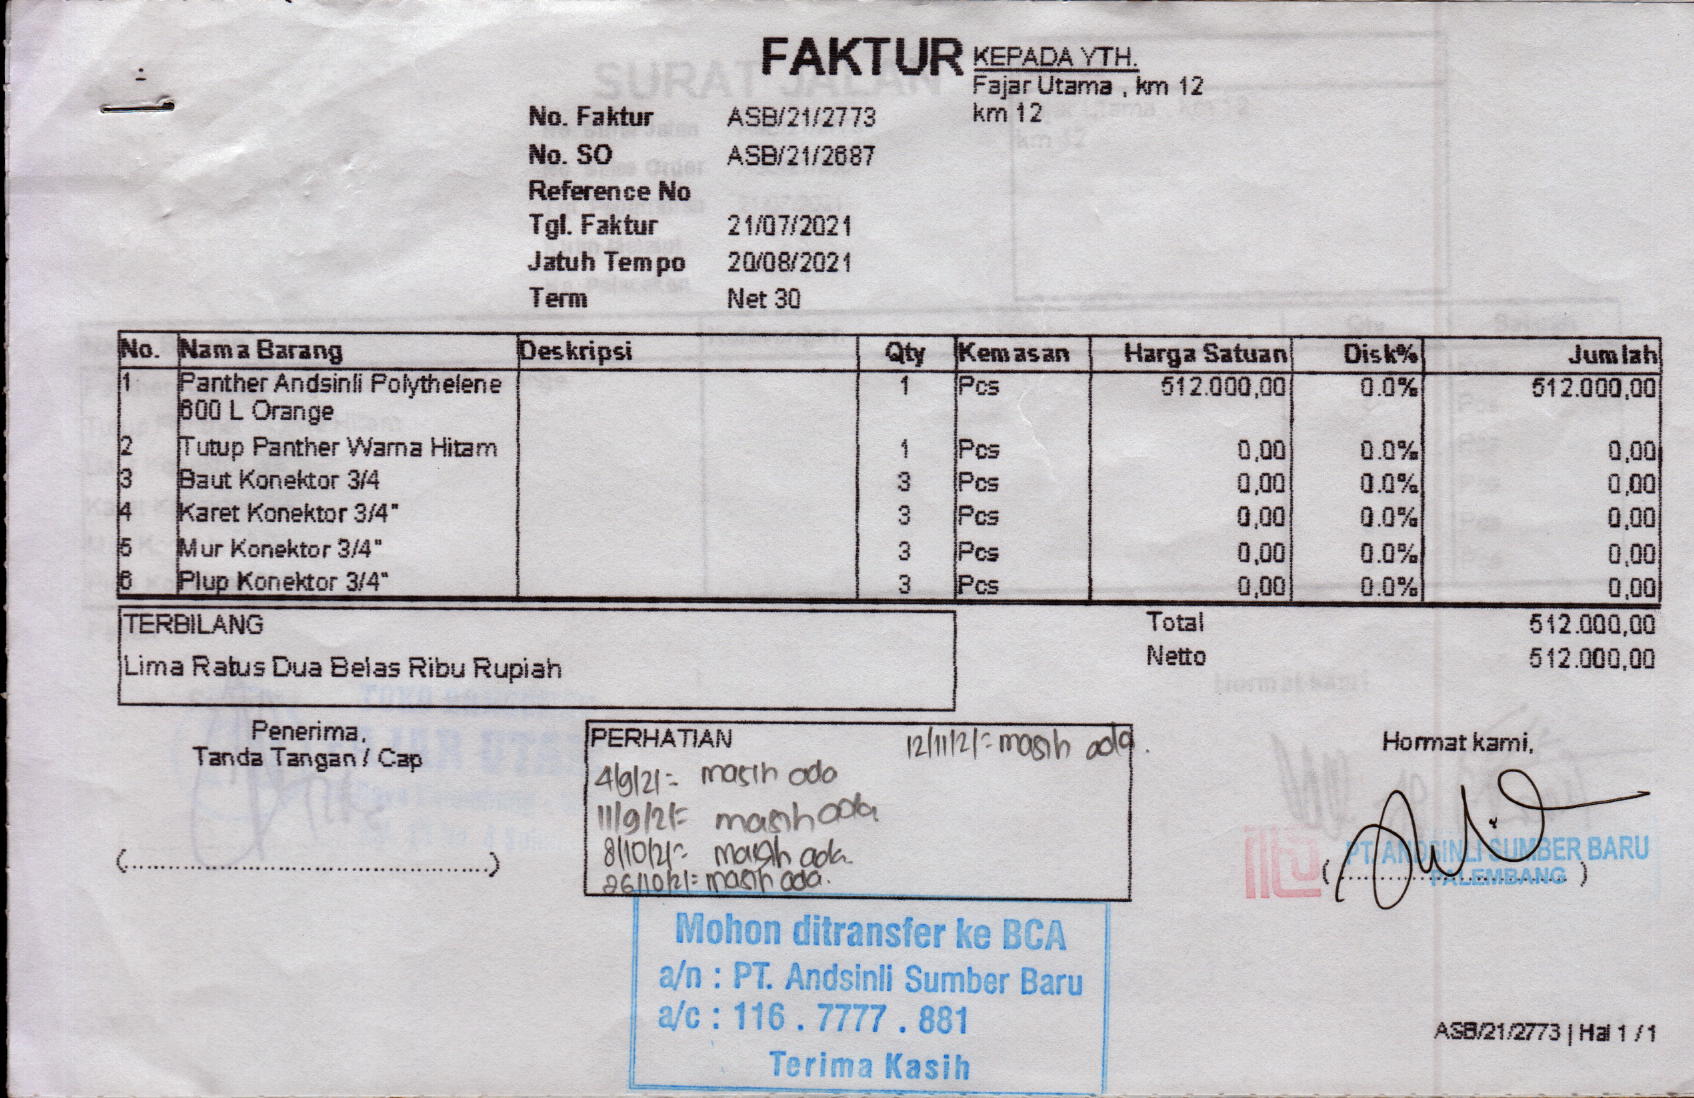 FAKTUR
KEPADA YTH.
Fajar Utama , km 12
km 12
No. Faktur ASB/21/2773
No. SO ASB/21/2687
Reference No
Tgl. Faktur 21/07/2021
Jatuh Tempo 20/08/2021
Term Net 30
No. Nama Barang Deskripsi Qty Kemasan Harga Satuan Disk% Jumlah
1 Panther Andsinli Polythelene 1 Pcs 512.000,00 0.0% 512.000,00
600 L Orange
2 Tutup Panther Warna Hitam 1 Pcs 0,00 0.0% 0,00
3 Baut Konektor 3/4 3 Pcs 0,00 0.0% 0,00
4 Karet Konektor 3/4" 3 Pcs 0,00 0.0% 0,00
5 Mur Konektor 3/4" 3 Pcs 0,00 0.0% 0,00
6 Plup Konektor 3/4" 3 Pcs 0,00 0.0% 0,00
TERBILANG
Lima Ratus Dua Belas Ribu Rupiah
Total 512.000,00
Netto 512.000,00
Penerima,
Tanda Tangan / Cap
PERHATIAN
12/11/21= masih ada.
4/9/21= masih ada
11/9/21= masih ada
8/10/21= masih ada.
26/10/21= masih ada.
Hormat kami,
PT. ANDSINLI SUMBER BARU
PALEMBANG
Mohon ditransfer ke BCA
a/n : PT. Andsinli Sumber Baru
a/c : 116 . 7777 . 881
Terima Kasih
ASB/21/2773 | Hal 1 / 1
SURAT JALAN